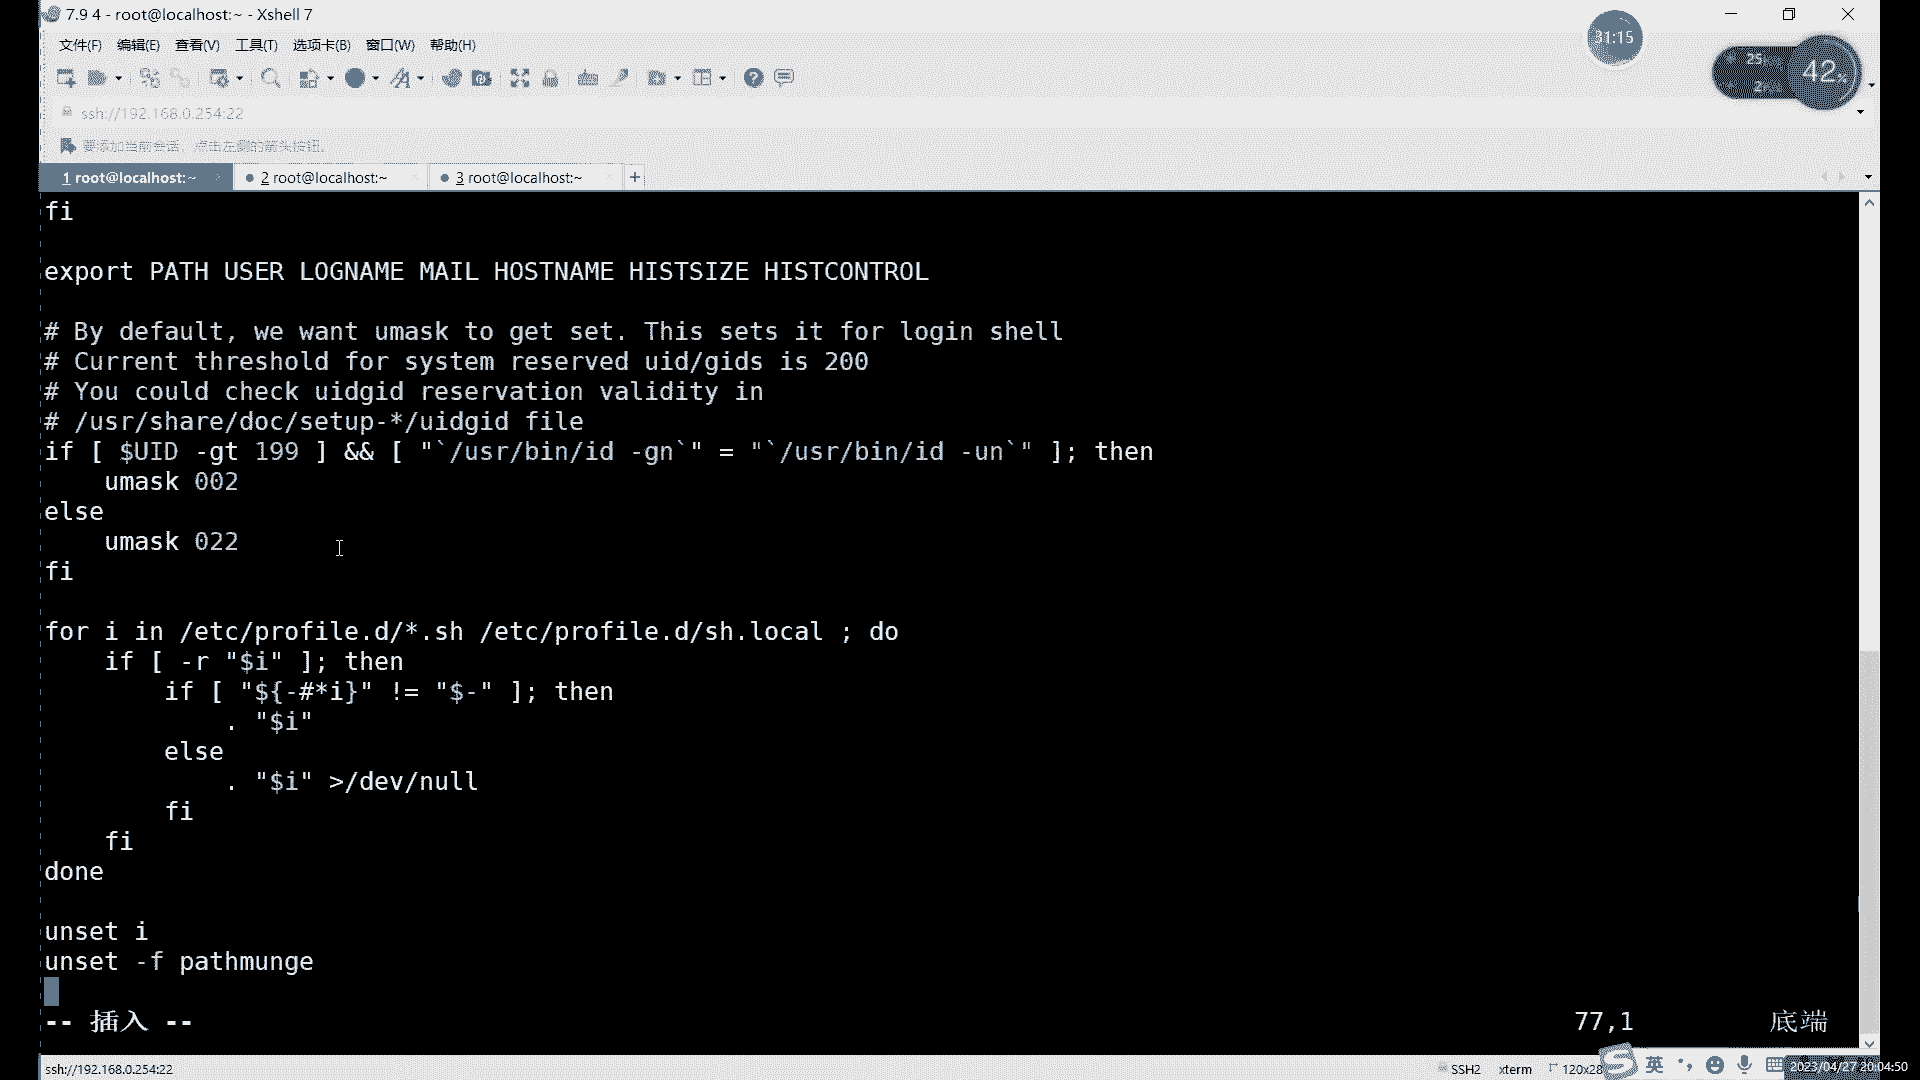 7.9 4 - root@localhost:~ - Xshell 7
31:15
文件(F) 编辑(E) 查看(V) 工具(T) 选项卡(B) 窗口(W) 帮助(H)
25
42%
2
ssh://192.168.0.254:22
要添加当前会话，点击左侧的箭头按钮。
1 root@localhost:~ 2 root@localhost:~ 3 root@localhost:~ +
fi
export PATH USER LOGNAME MAIL HOSTNAME HISTSIZE HISTCONTROL
# By default, we want umask to get set. This sets it for login shell
# Current threshold for system reserved uid/gids is 200
# You could check uidgid reservation validity in
# /usr/share/doc/setup-*/uidgid file
if [ $UID -gt 199 ] && [ "`/usr/bin/id -gn`" = "`/usr/bin/id -un`" ]; then
    umask 002
else
    umask 022
fi
for i in /etc/profile.d/*.sh /etc/profile.d/sh.local ; do
    if [ -r "$i" ]; then
        if [ "${-#*i}" != "$-" ]; then
            . "$i"
        else
            . "$i" >/dev/null
        fi
    fi
done
unset i
unset -f pathmunge
-- 插入 -- 77,1 底端
ssh://192.168.0.254:22 SSH2 xterm 120x28 英 2023/04/27 20:04:50